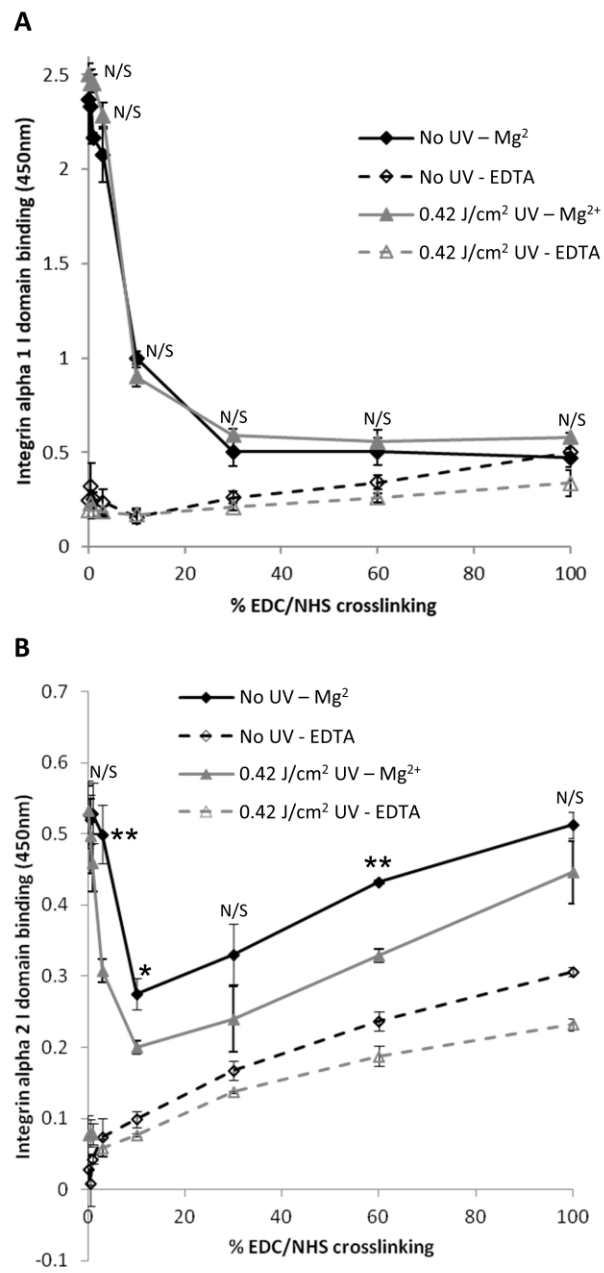 A
Integrin alpha 1 I domain binding (450nm)
2.5
2
1.5
1
0.5
0
N/S
N/S
N/S
N/S
N/S
N/S
No UV – Mg²
No UV - EDTA
0.42 J/cm² UV – Mg²⁺
0.42 J/cm² UV - EDTA
0 20 40 60 80 100
% EDC/NHS crosslinking
B
Integrin alpha 2 I domain binding (450nm)
0.7
0.6
0.5
0.4
0.3
0.2
0.1
0
-0.1
No UV – Mg²
No UV - EDTA
0.42 J/cm² UV – Mg²⁺
0.42 J/cm² UV - EDTA
N/S
**
*
N/S
**
N/S
0 20 40 60 80 100
% EDC/NHS crosslinking